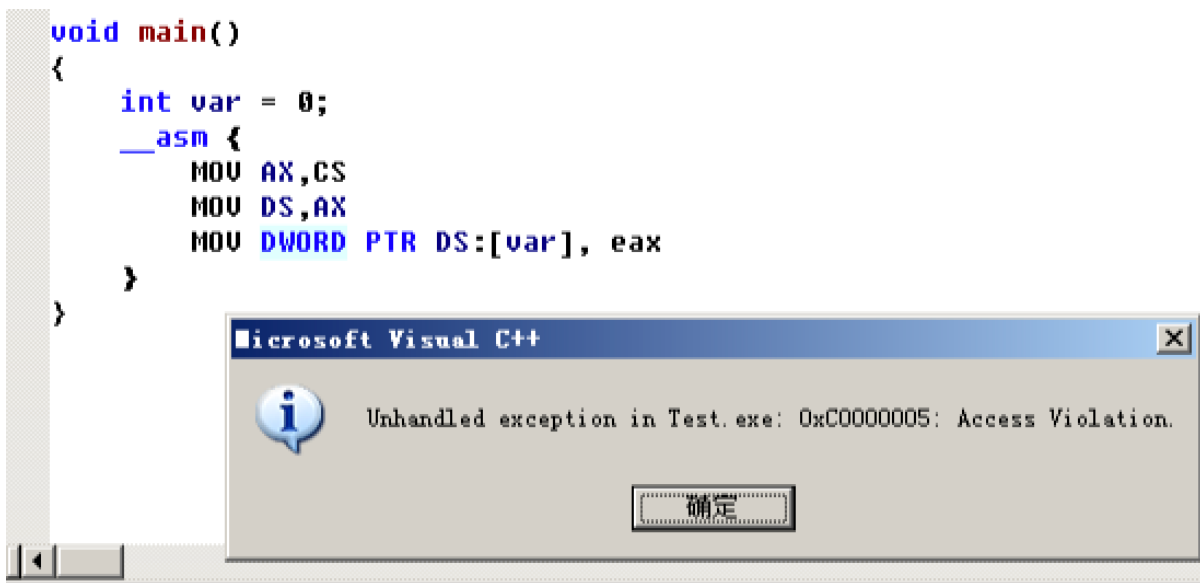 void main()
{
int var = 0;
__asm {
MOV AX,CS
MOV DS,AX
MOV DWORD PTR DS:[var], eax
}
}
Microsoft Visual C++
Unhandled exception in Test.exe: 0xC0000005: Access Violation.
确定